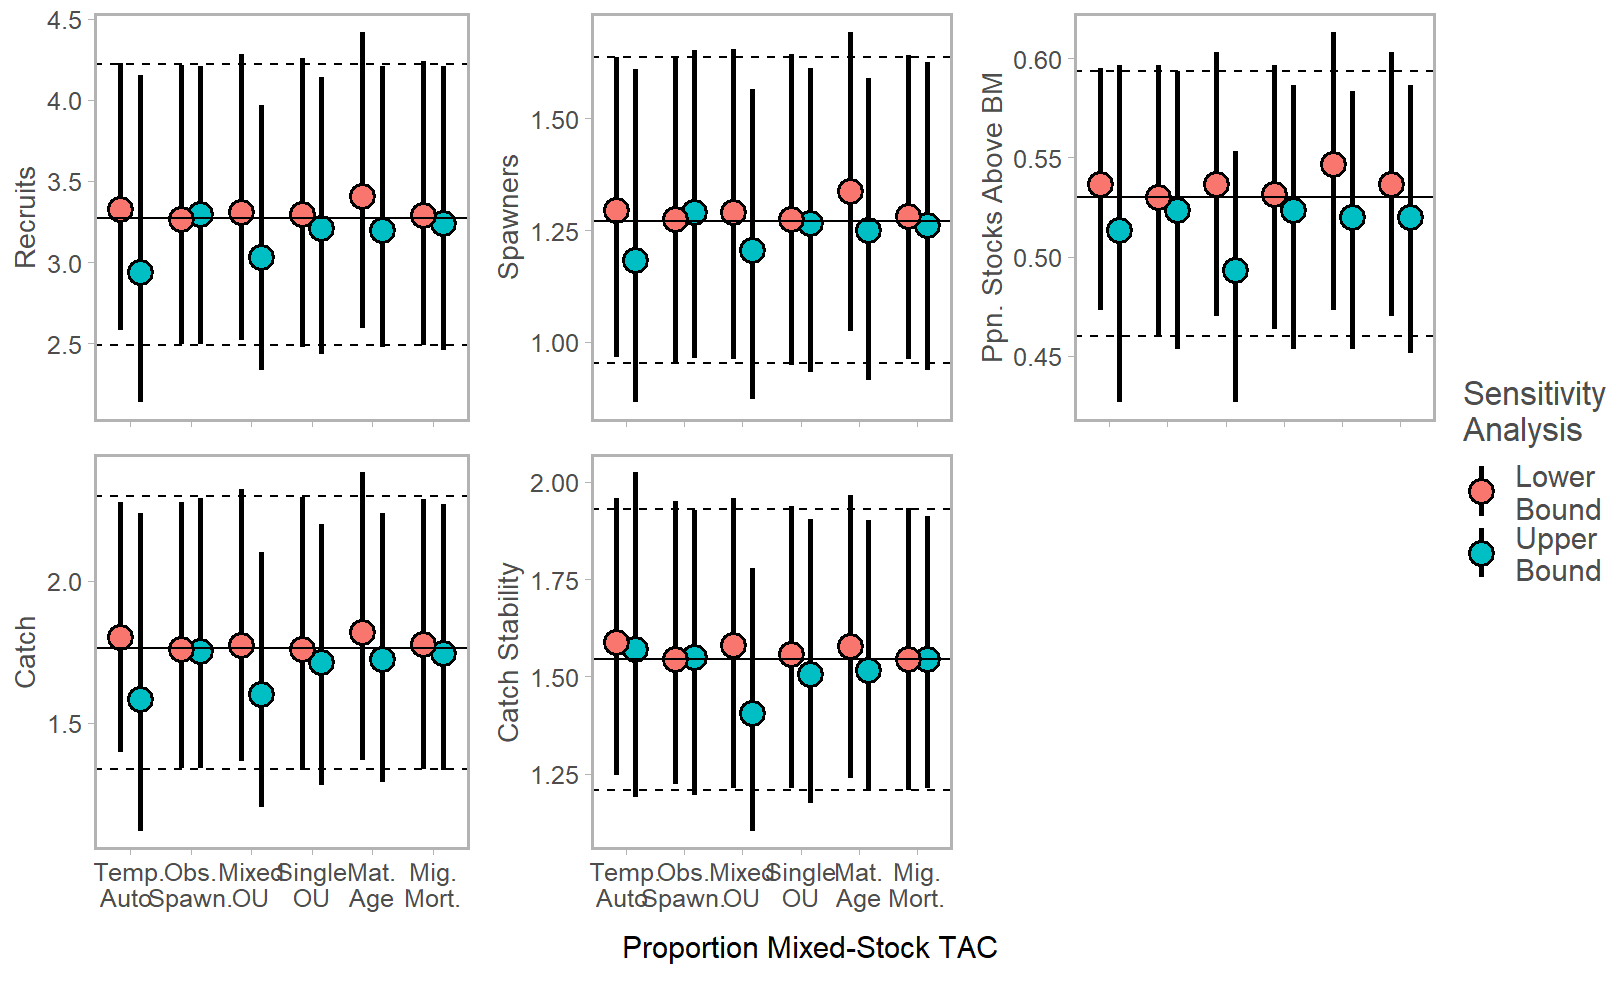 Recruits
4.5
4.0
3.5
3.0
2.5
Spawners
1.50
1.25
1.00
Ppn. Stocks Above BM
0.60
0.55
0.50
0.45
Catch
2.0
1.5
Temp. Obs. Mixed Single Mat. Mig.
Auto Spawn. OU OU Age Mort.
Catch Stability
2.00
1.75
1.50
1.25
Temp. Obs. Mixed Single Mat. Mig.
Auto Spawn. OU OU Age Mort.
Proportion Mixed-Stock TAC
Sensitivity
Analysis
Lower
Bound
Upper
Bound